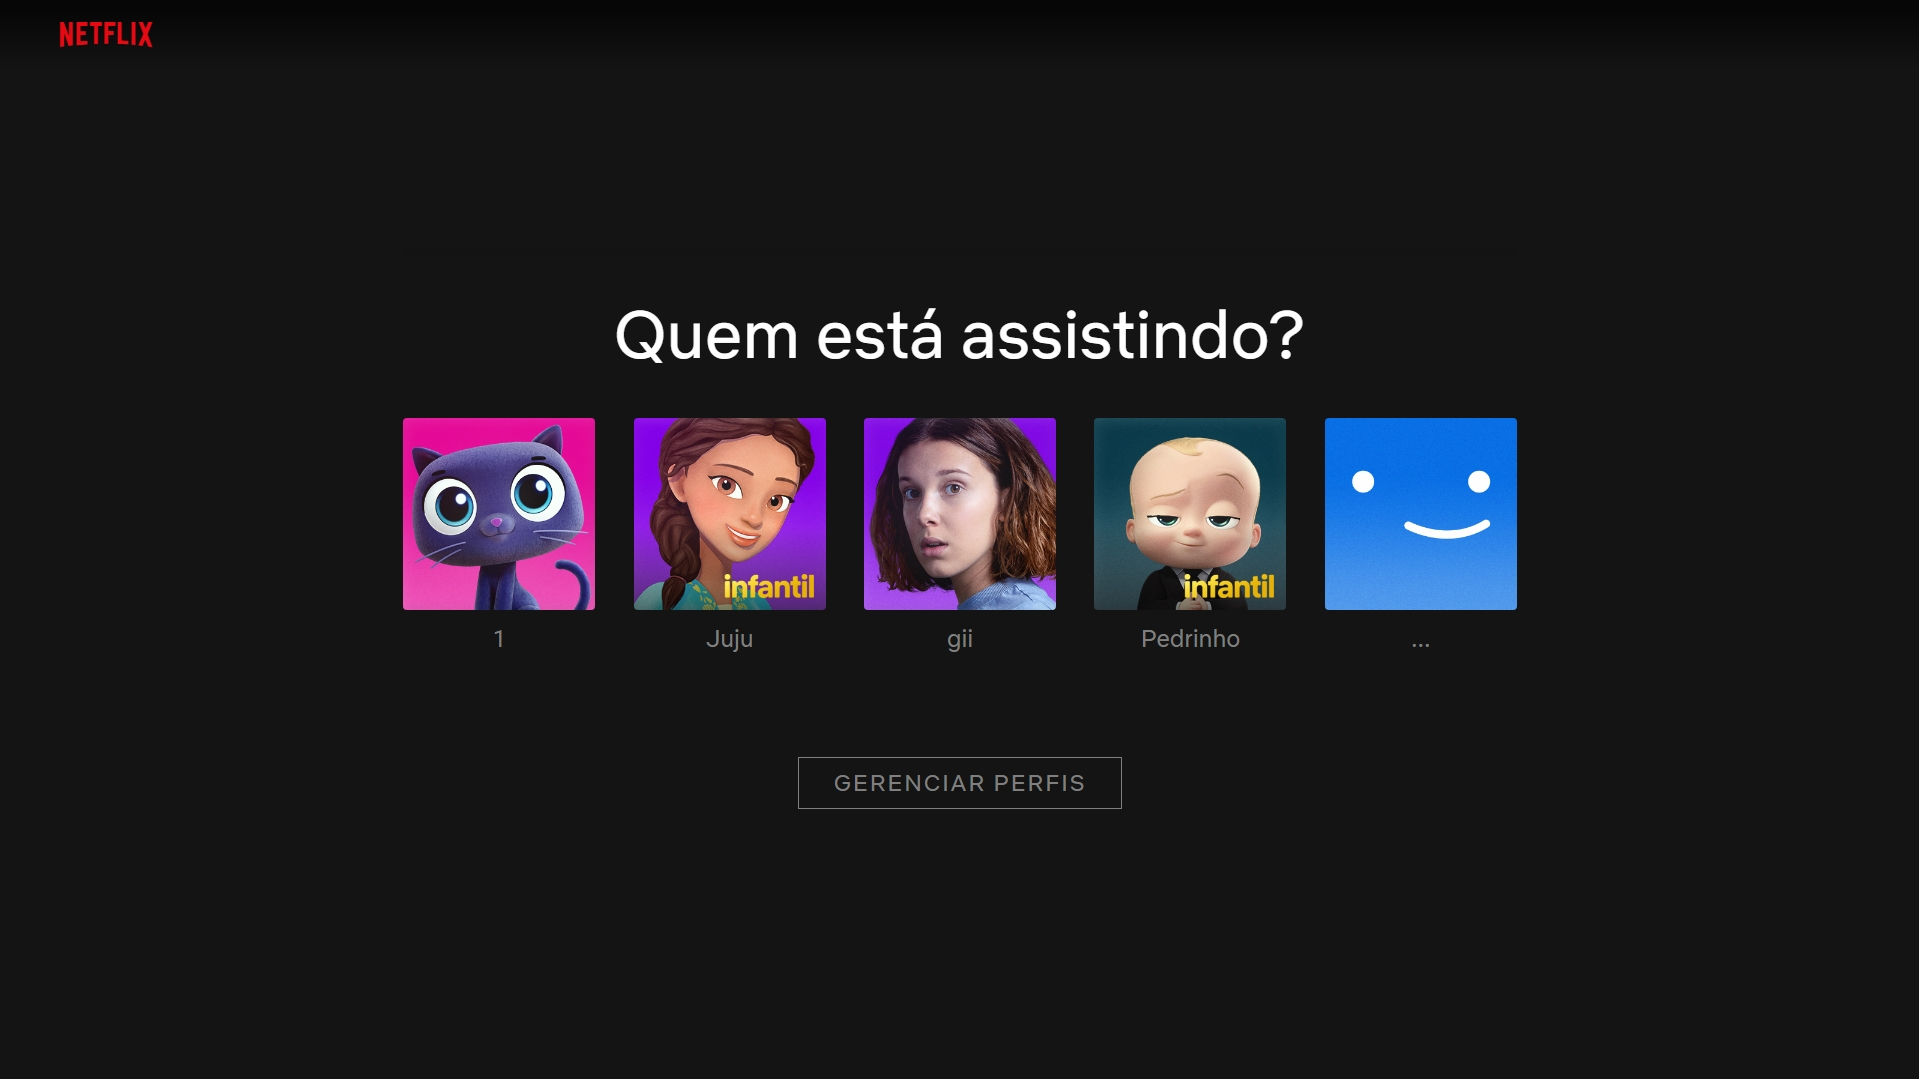 NETFLIX
Quem está assistindo?
infantil
infantil
1
Juju
gii
Pedrinho
...
GERENCIAR PERFIS